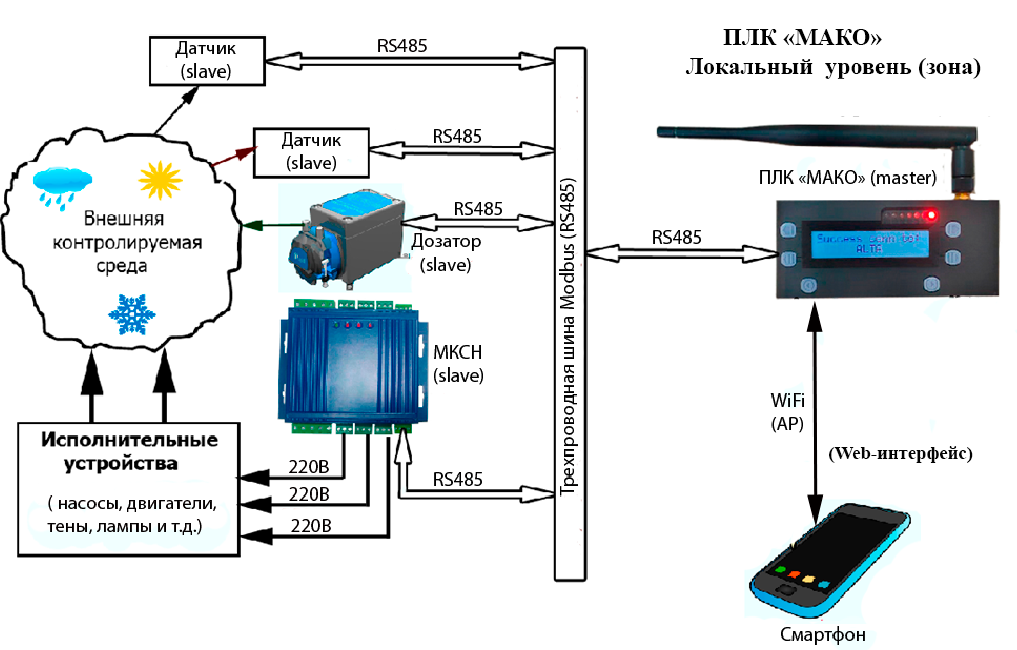 ПЛК «МАКО»
Локальный уровень (зона)
Датчик
(slave)
RS485
Датчик
(slave)
RS485
Внешняя
контролируемая
среда
RS485
Дозатор
(slave)
МКСН
(slave)
RS485
Трехпроводная шина Modbus (RS485)
RS485
ПЛК «МАКО» (master)
Success
ALTA
WiFi
(AP)
(Web-интерфейс)
Смартфон
Исполнительные
устройства
( насосы, двигатели,
тены, лампы и т.д.)
220В
220В
220В